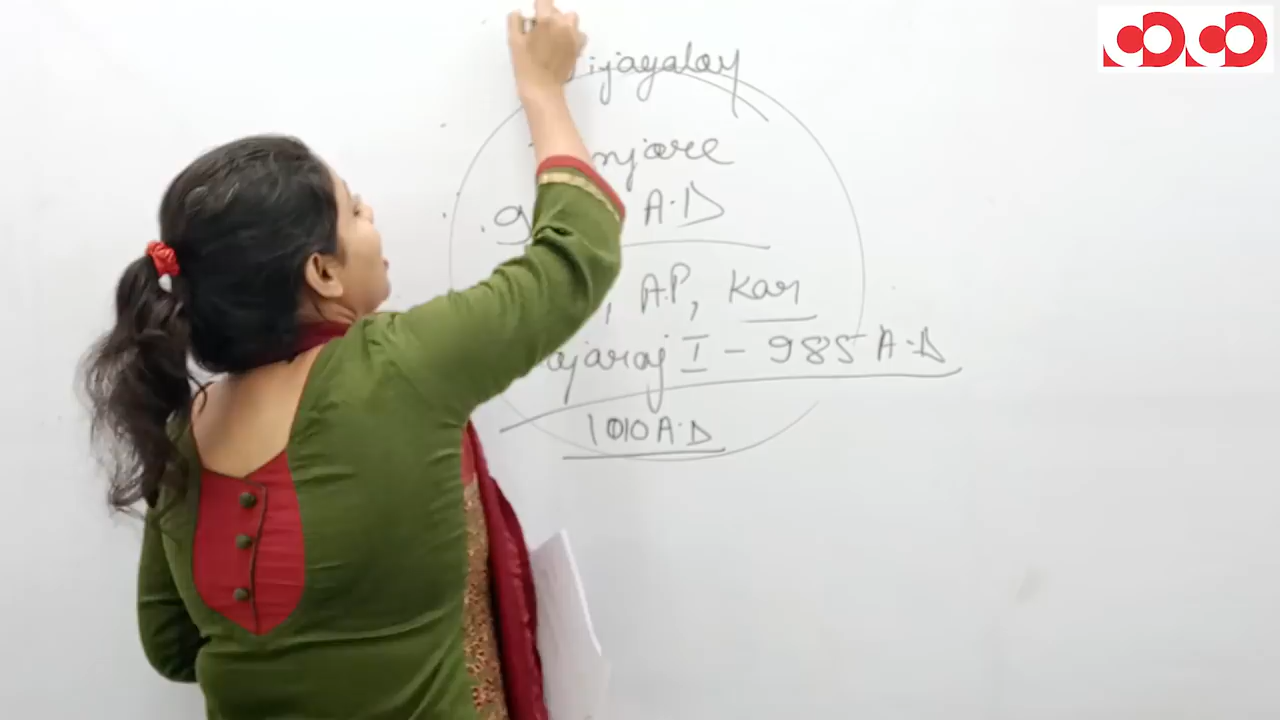 ijayalay
njore
A.D
, A.P, Kar
ajaraj I - 985 A.D
1010 A.D